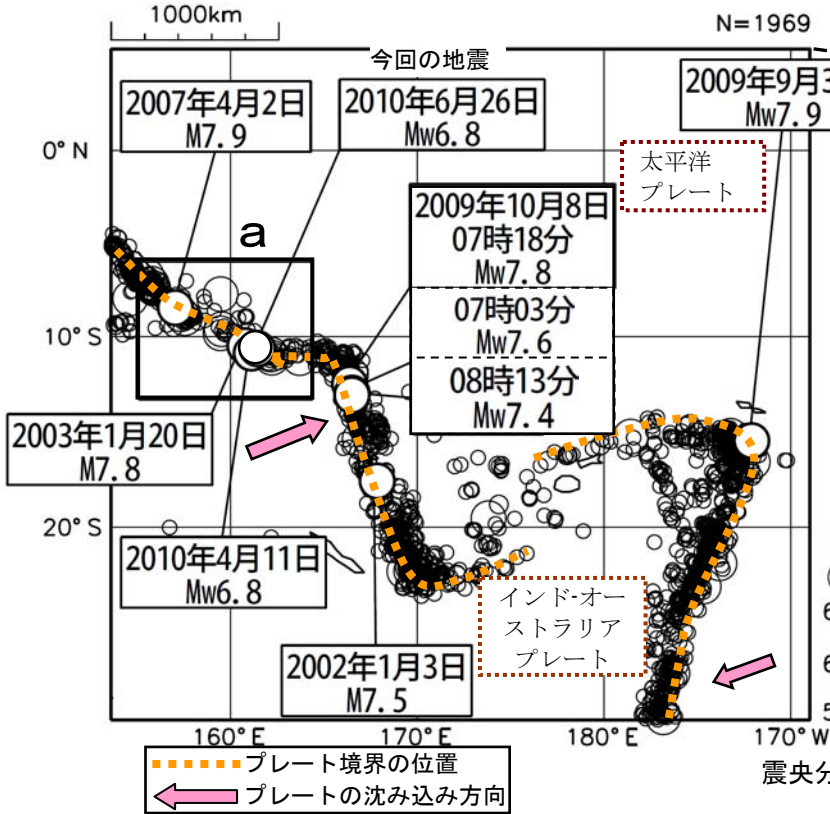 1000km
N=1969
今回の地震
2007年4月2日
M7.9
2010年6月26日
Mw6.8
2009年9月3
Mw7.9
0°N
太平洋
プレート
a
2009年10月8日
07時18分
Mw7.8
07時03分
Mw7.6
08時13分
Mw7.4
10°S
2003年1月20日
M7.8
20°S
2010年4月11日
Mw6.8
インド-オー
ストラリア
プレート
2002年1月3日
M7.5
6
6
5
160°E
170°E
180°E
170°W
プレート境界の位置
プレートの沈み込み方向
震央分